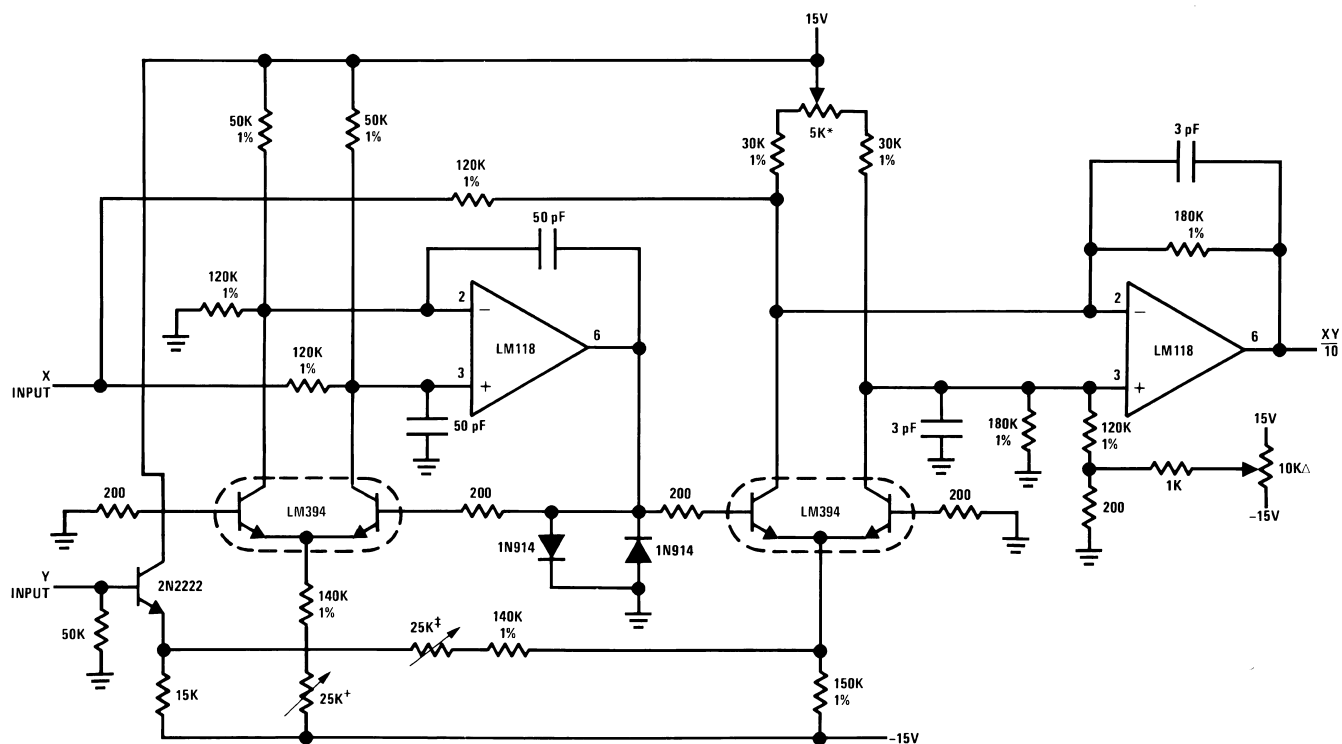 15V
50K
1%
50K
1%
5K*
30K
1%
30K
1%
3 pF
120K
1%
180K
1%
50 pF
120K
1%
2
−
LM118
6
3
+
50 pF
X
INPUT
120K
1%
2
−
LM118
6
3
+
XY
10
3 pF
180K
1%
120K
1%
15V
1K
10K△
−15V
200
200
LM394
200
200
LM394
200
1N914
1N914
Y
INPUT
2N2222
50K
140K
1%
25K‡
140K
1%
15K
25K+
150K
1%
−15V